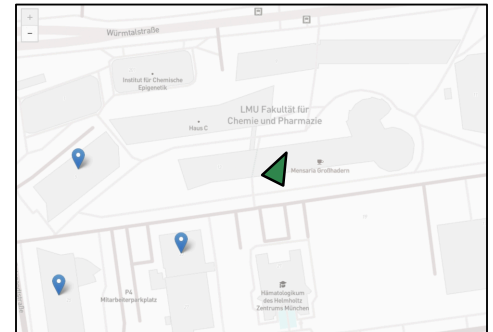 +
-
Würmtalstraße
Institut für Chemische
Epigenetik
LMU Fakultät für
Chemie und Pharmazie
Haus C
Mensaria Großhadern
P4
Mitarbeiterparkplatz
Hämatologikum
des Helmholtz
Zentrums München